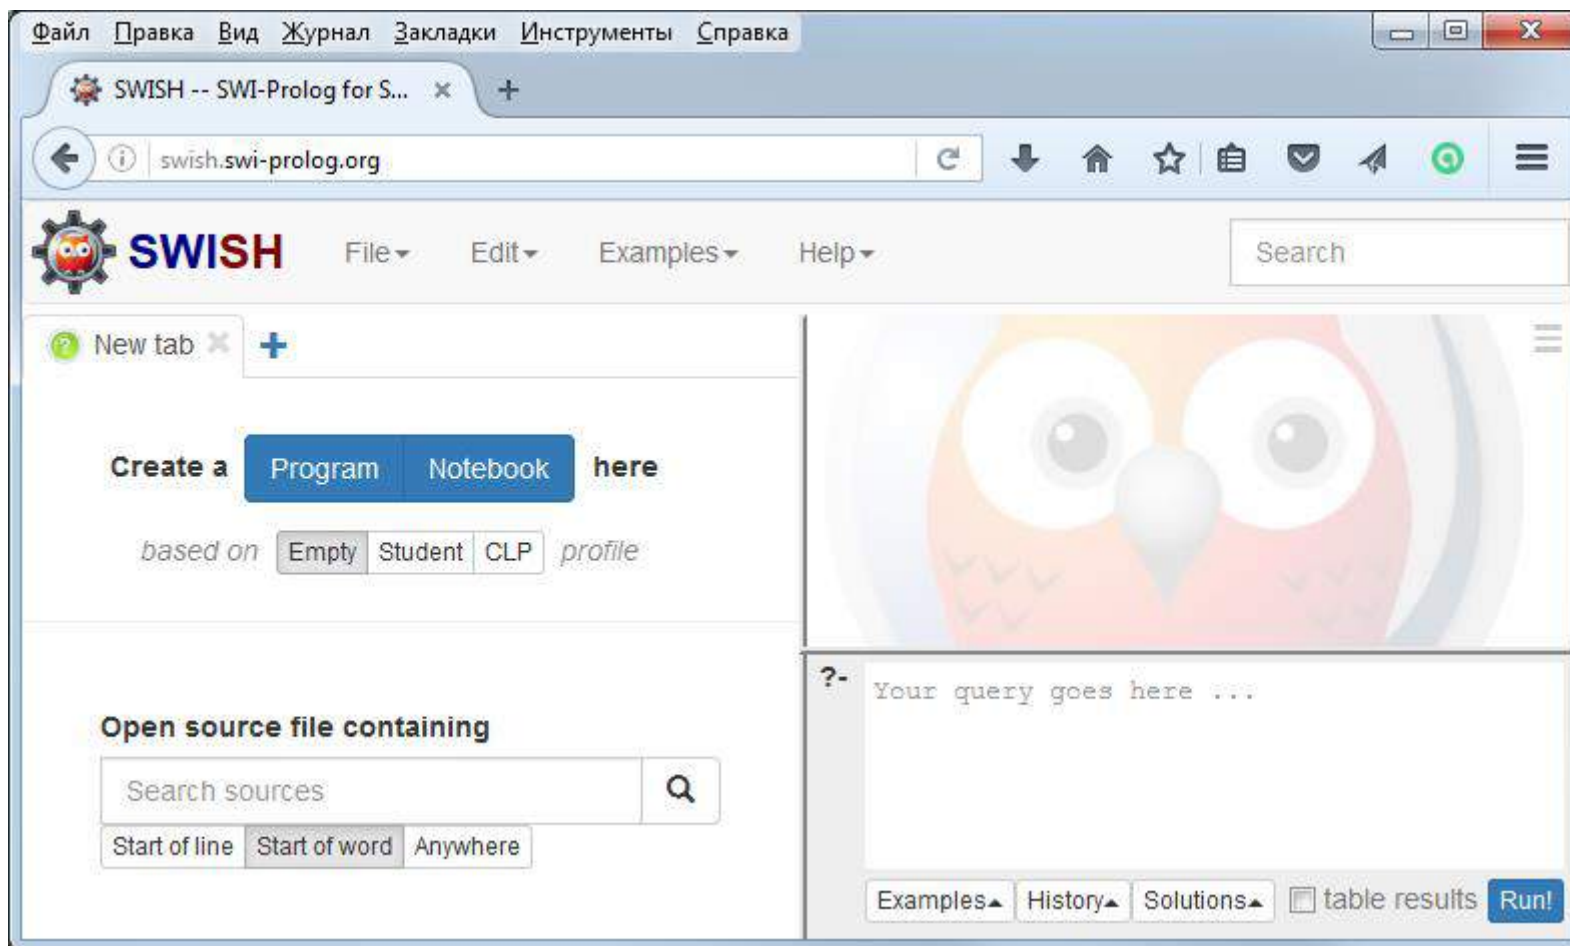 Файл Правка Вид Журнал Закладки Инструменты Справка
SWISH -- SWI-Prolog for S...
swish.swi-prolog.org
SWISH File Edit Examples Help Search
New tab
Create a Program Notebook here
based on Empty Student CLP profile
Open source file containing
Search sources
Start of line Start of word Anywhere
?- Your query goes here ...
Examples History Solutions table results Run!